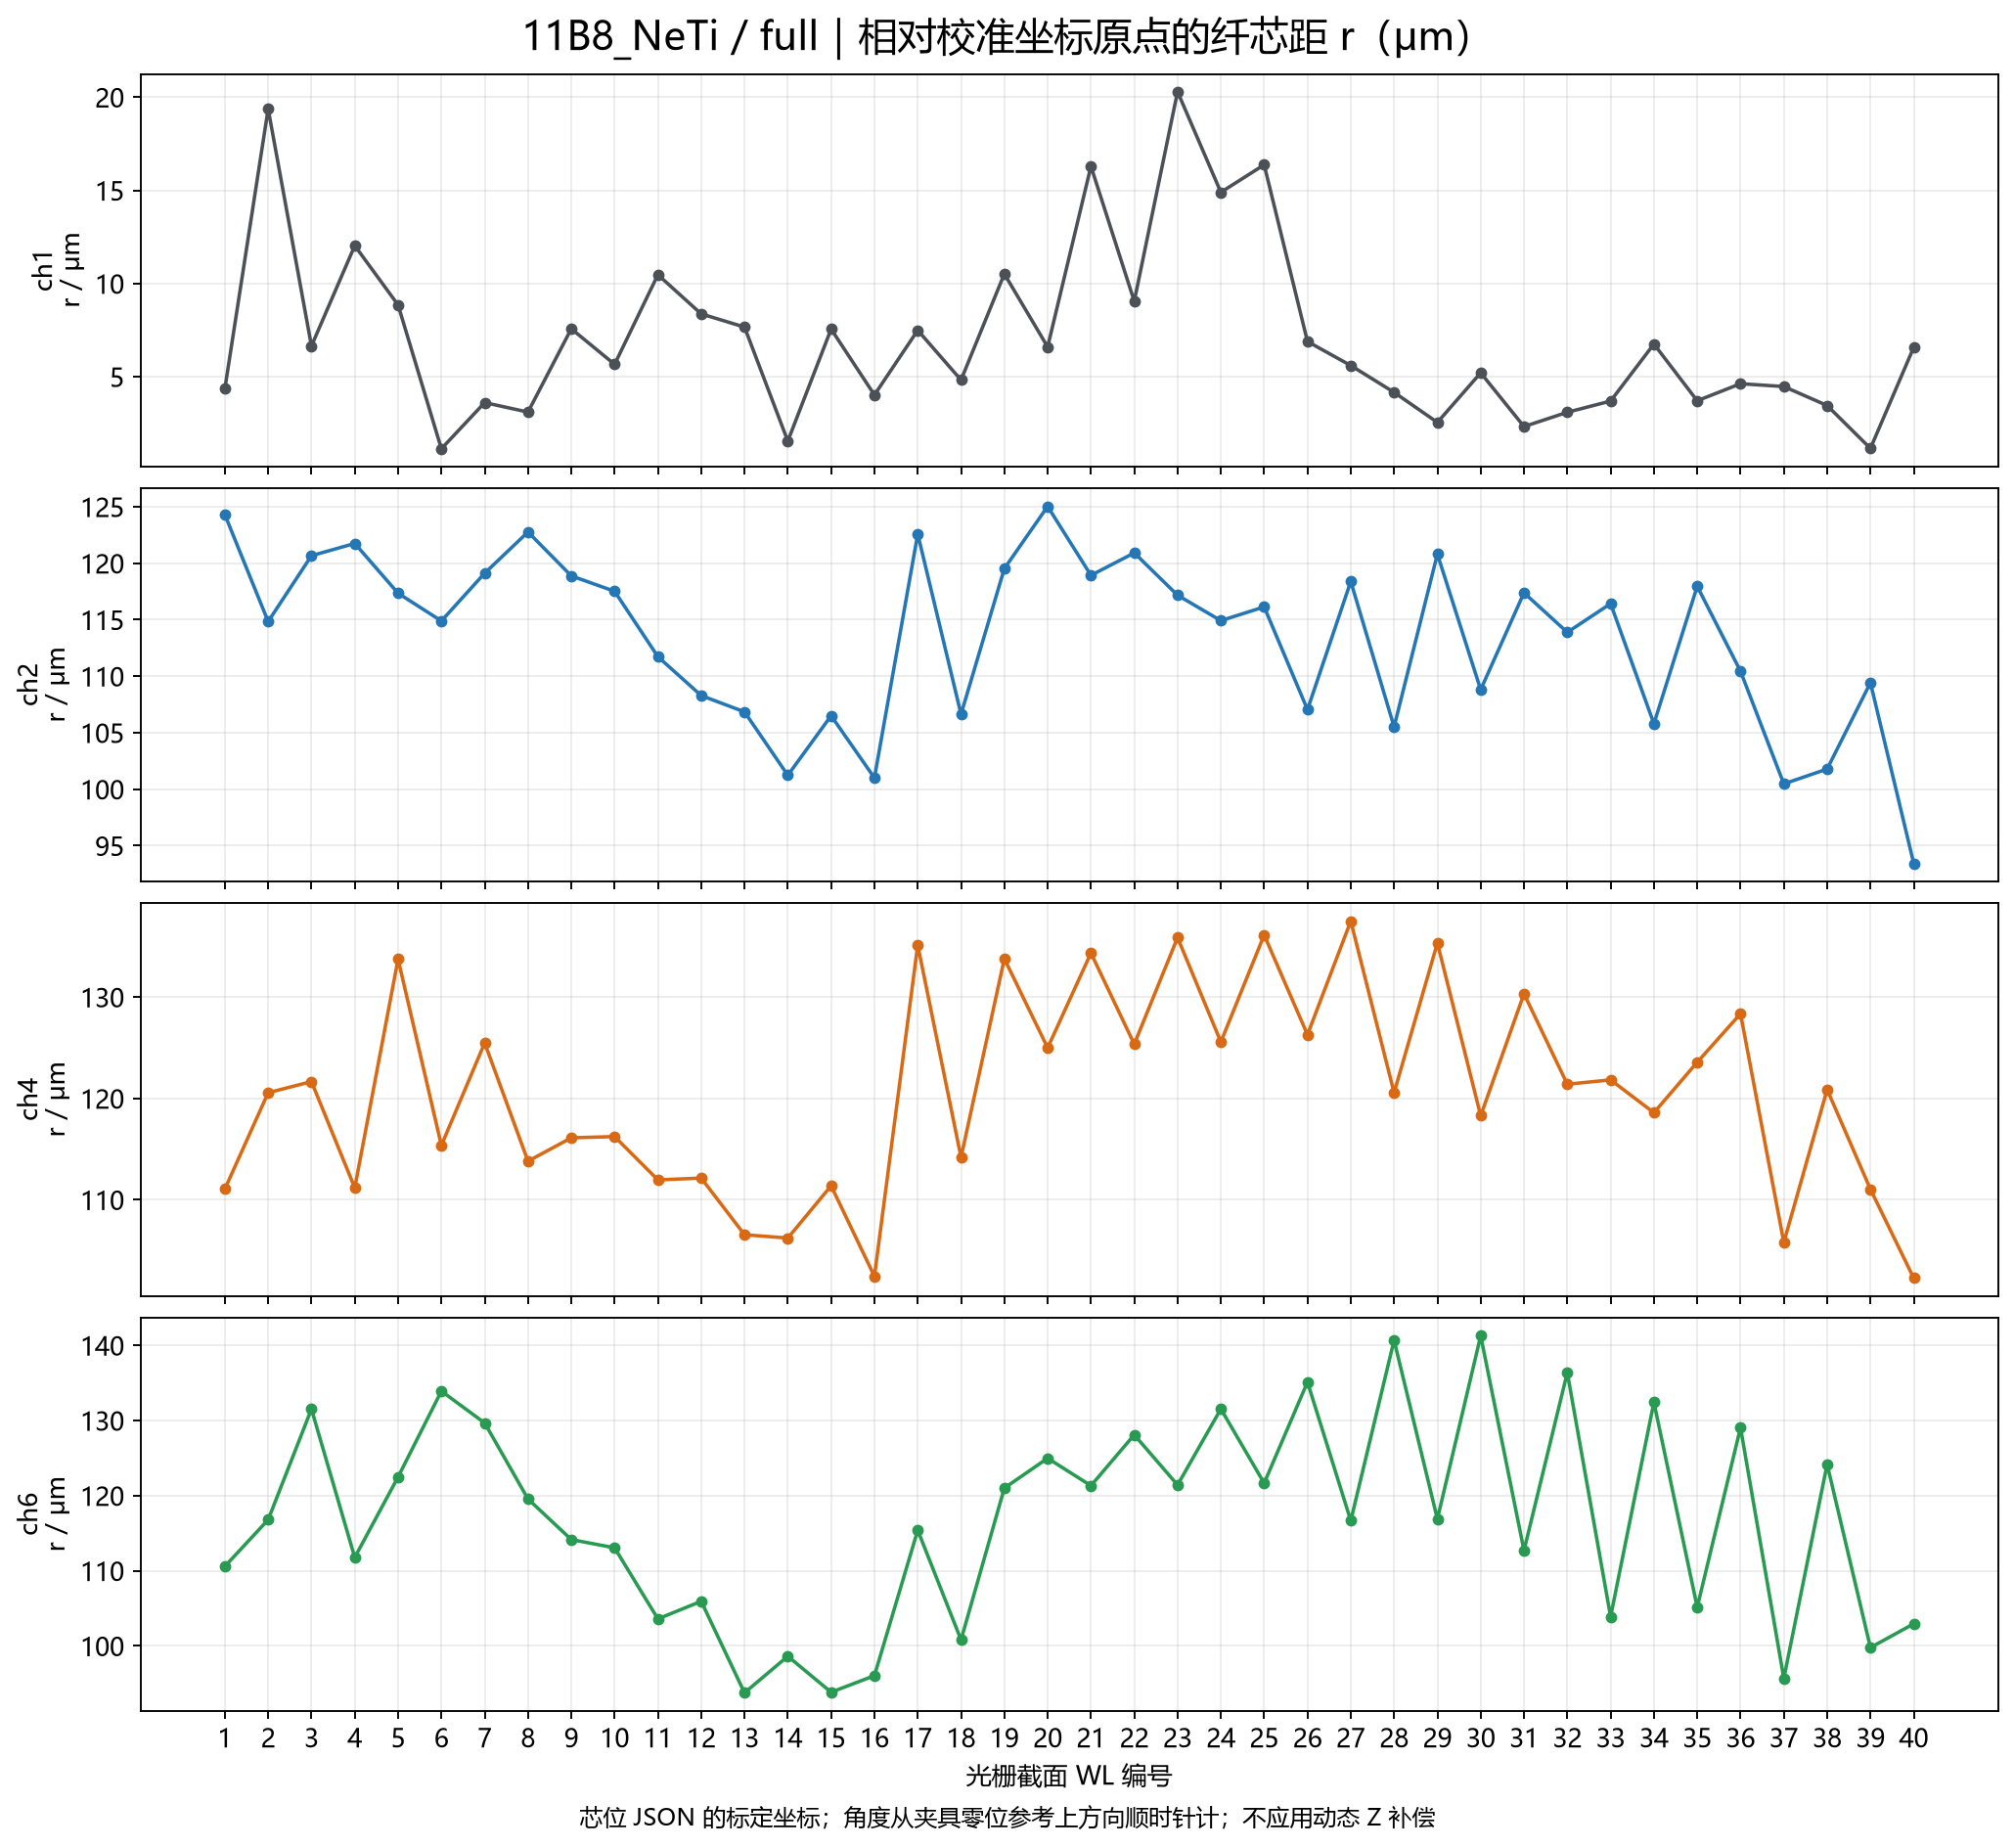 11B8_NeTi / full | 相对校准坐标原点的纤芯距 r（μm）
20
15
10
5
ch1
r / μm
125
120
115
110
105
100
95
ch2
r / μm
130
120
110
ch4
r / μm
140
130
120
110
100
ch6
r / μm
1 2 3 4 5 6 7 8 9 10 11 12 13 14 15 16 17 18 19 20 21 22 23 24 25 26 27 28 29 30 31 32 33 34 35 36 37 38 39 40
光栅截面 WL 编号
芯位 JSON 的标定坐标；角度从夹具零位参考上方向顺时针计；不应用动态 Z 补偿